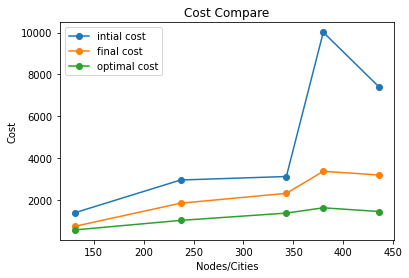 Cost Compare
intial cost
final cost
optimal cost
10000
8000
6000
4000
2000
Cost
150 200 250 300 350 400 450
Nodes/Cities